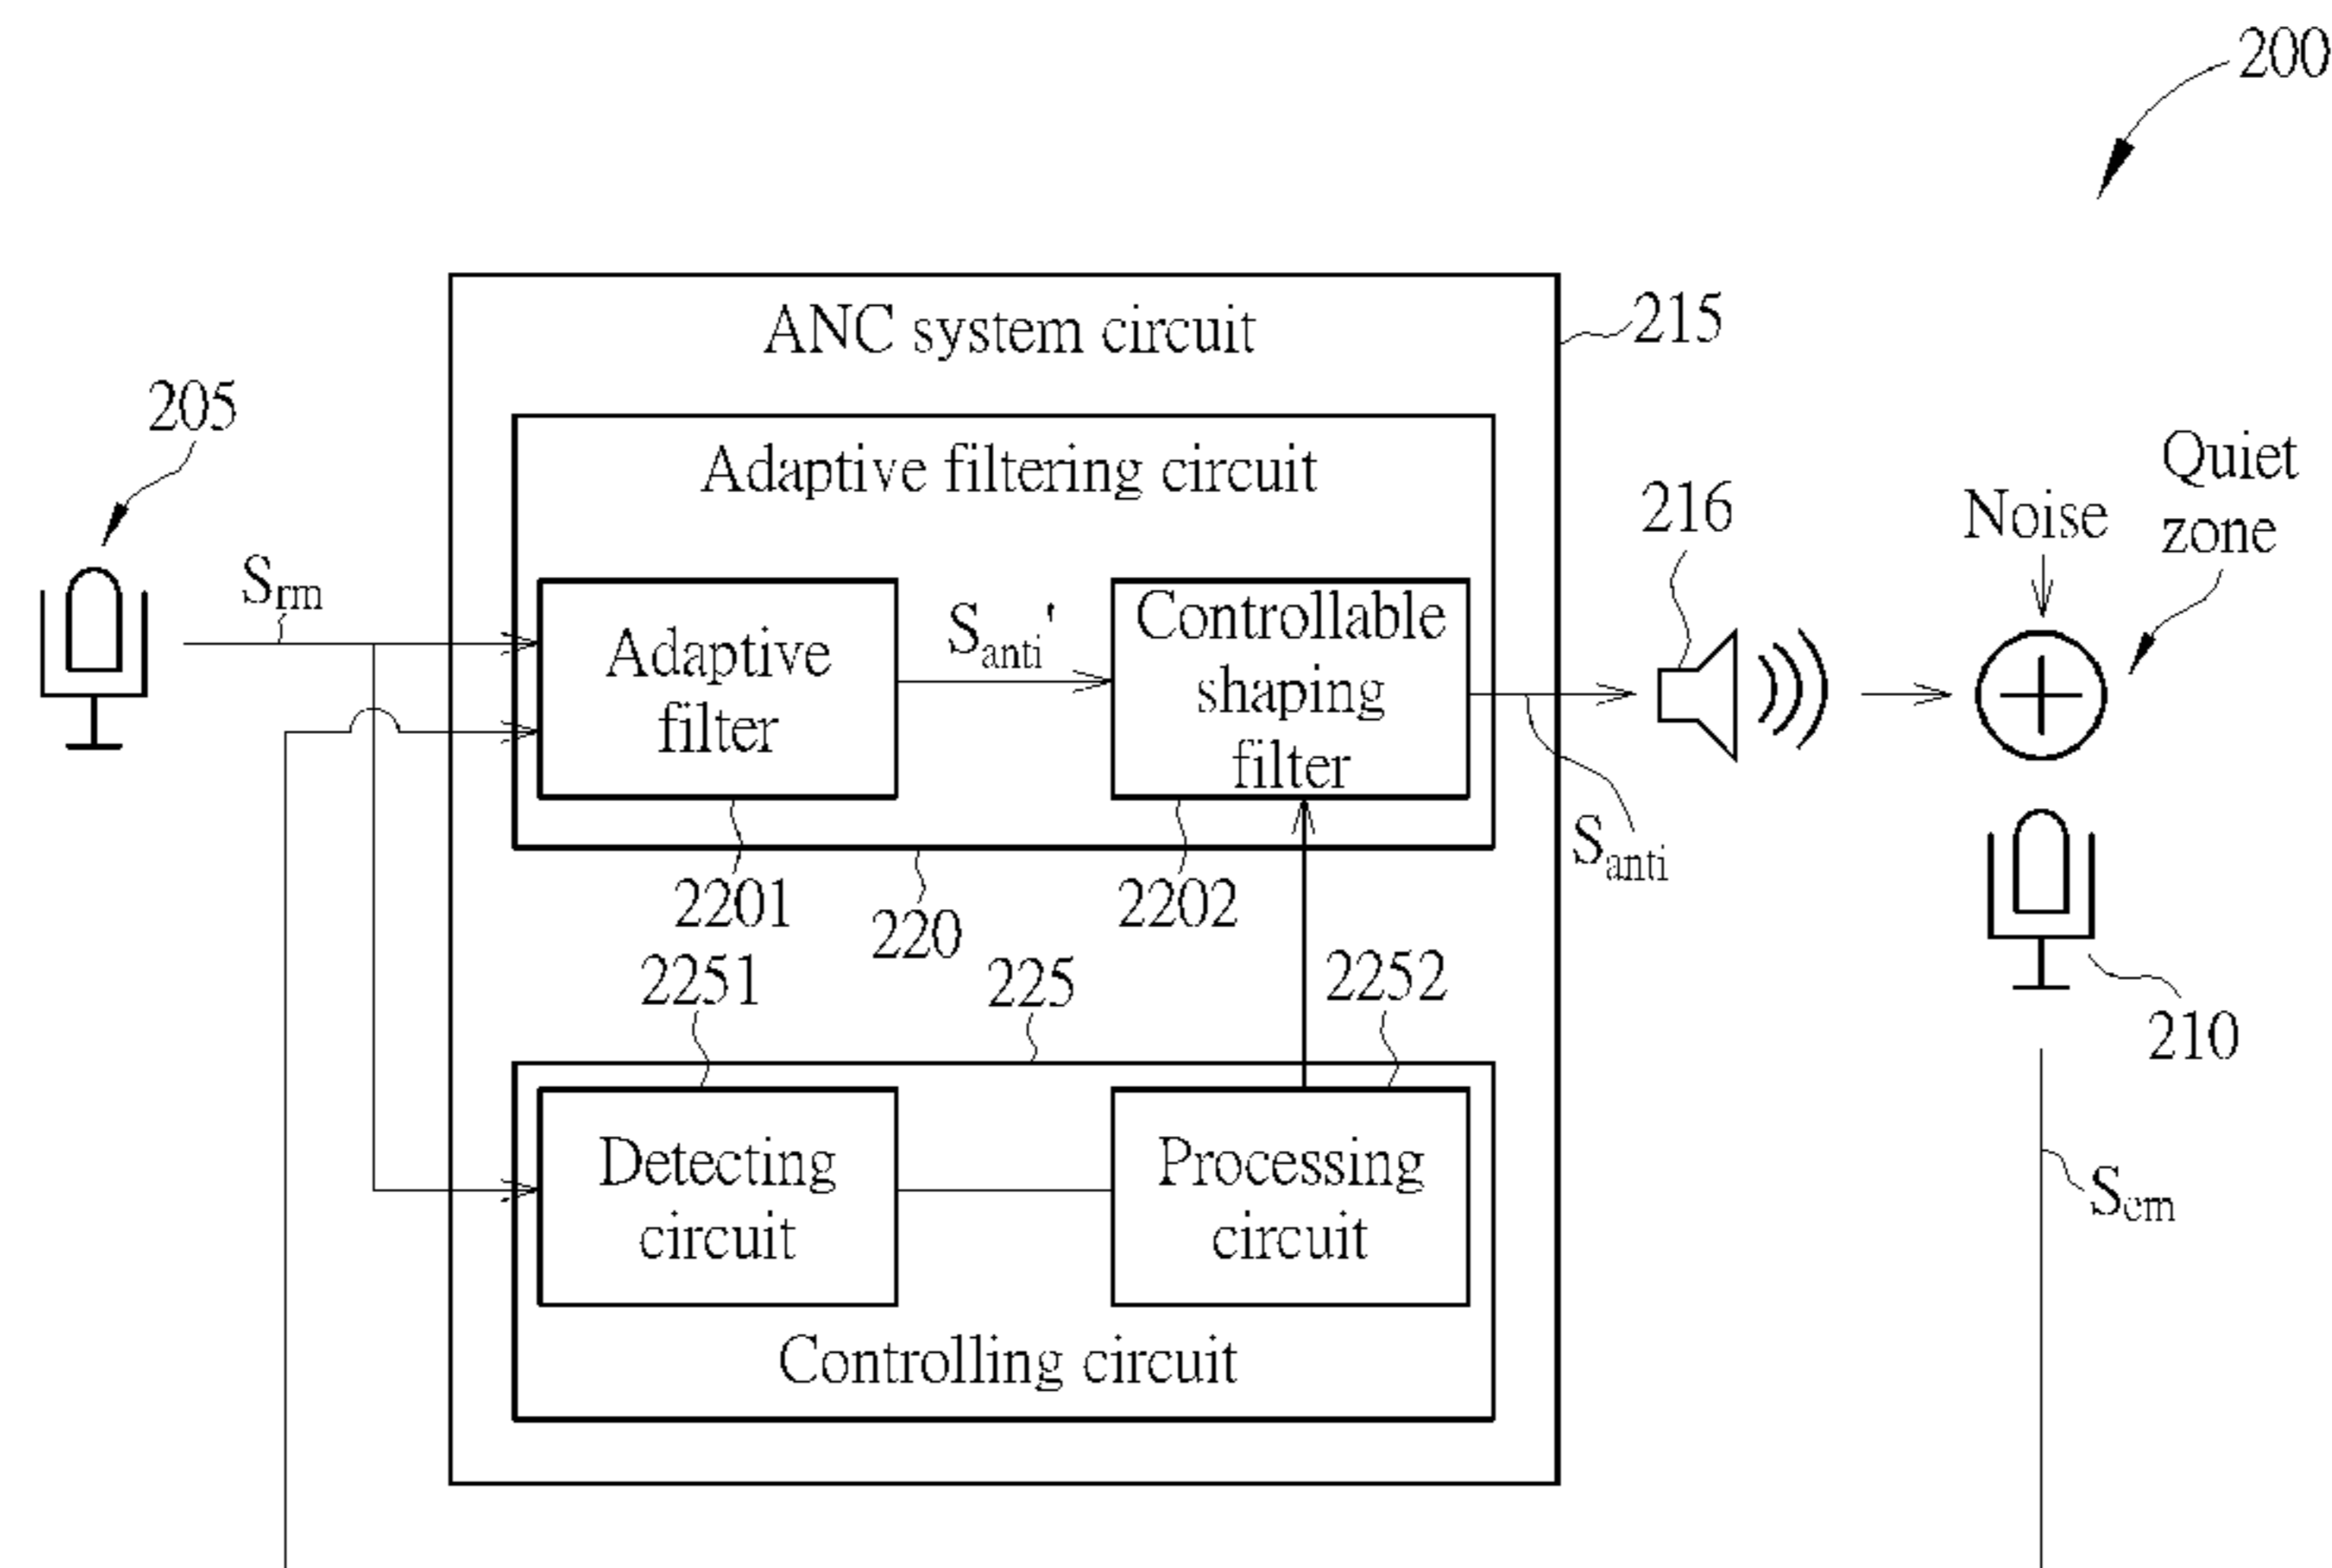 200
ANC system circuit
215
205
Adaptive filtering circuit
Quiet
zone
Noise
216
Srm
Adaptive
filter
Santi'
Controllable
shaping
filter
Santi
2201
220
2202
2251
225
2252
210
Detecting
circuit
Processing
circuit
Sem
Controlling circuit